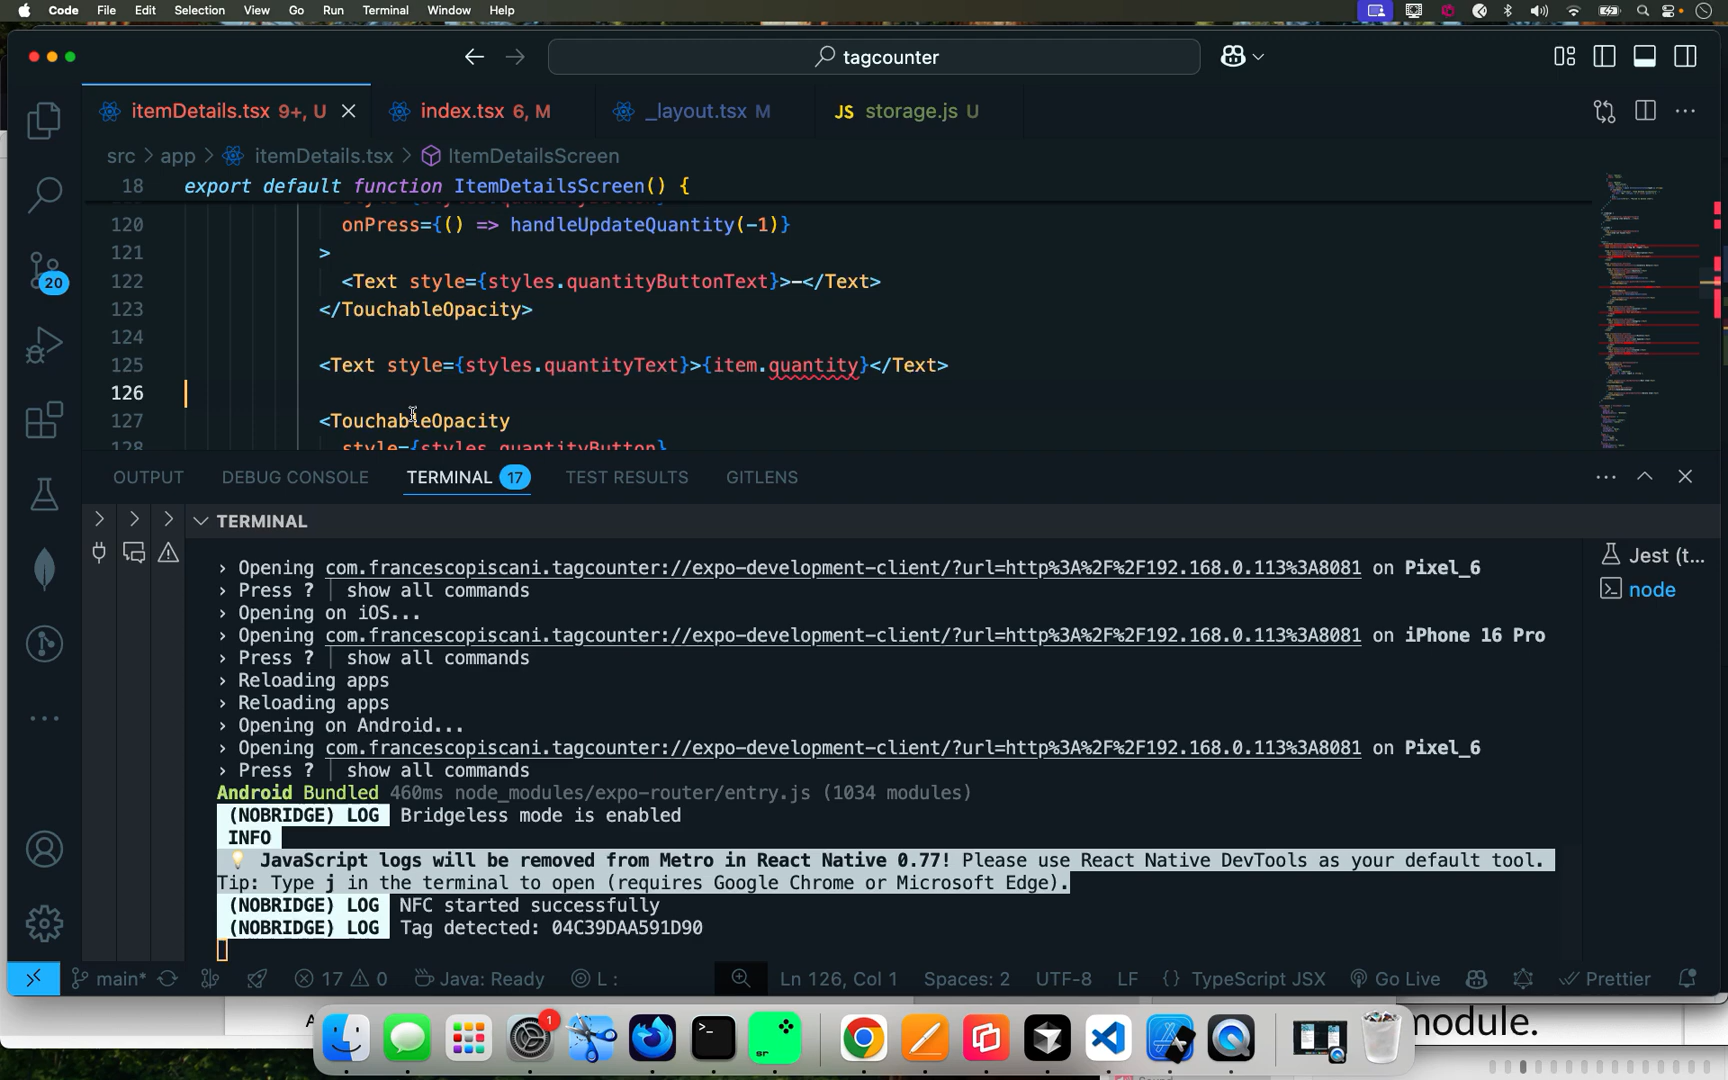 Code File Edit Selection View Go Run Terminal Window Help
tagcounter
itemDetails.tsx 9+, U
index.tsx 6, M
_layout.tsx M
JS storage.js U
src > app > itemDetails.tsx > ItemDetailsScreen
18 export default function ItemDetailsScreen() {
120 onPress={() => handleUpdateQuantity(-1)}
121 >
122 <Text style={styles.quantityButtonText}>-</Text>
123 </TouchableOpacity>
124
125 <Text style={styles.quantityText}>{item.quantity}</Text>
126
127 <TouchableOpacity
128 style={styles.quantityButton}
20
OUTPUT DEBUG CONSOLE TERMINAL 17 TEST RESULTS GITLENS
TERMINAL
› Opening com.francescopiscani.tagcounter://expo-development-client/?url=http%3A%2F%2F192.168.0.113%3A8081 on Pixel_6
› Press ? │ show all commands
› Opening on iOS...
› Opening com.francescopiscani.tagcounter://expo-development-client/?url=http%3A%2F%2F192.168.0.113%3A8081 on iPhone 16 Pro
› Press ? │ show all commands
› Reloading apps
› Reloading apps
› Opening on Android...
› Opening com.francescopiscani.tagcounter://expo-development-client/?url=http%3A%2F%2F192.168.0.113%3A8081 on Pixel_6
› Press ? │ show all commands
Android Bundled 460ms node_modules/expo-router/entry.js (1034 modules)
(NOBRIDGE) LOG Bridgeless mode is enabled
INFO
💡 JavaScript logs will be removed from Metro in React Native 0.77! Please use React Native DevTools as your default tool.
Tip: Type j in the terminal to open (requires Google Chrome or Microsoft Edge).
(NOBRIDGE) LOG NFC started successfully
(NOBRIDGE) LOG Tag detected: 04C39DAA591D90
Jest (t...
node
main* 17 0 Java: Ready L : Ln 126, Col 1 Spaces: 2 UTF-8 LF {} TypeScript JSX Go Live Prettier
module.
1
sr